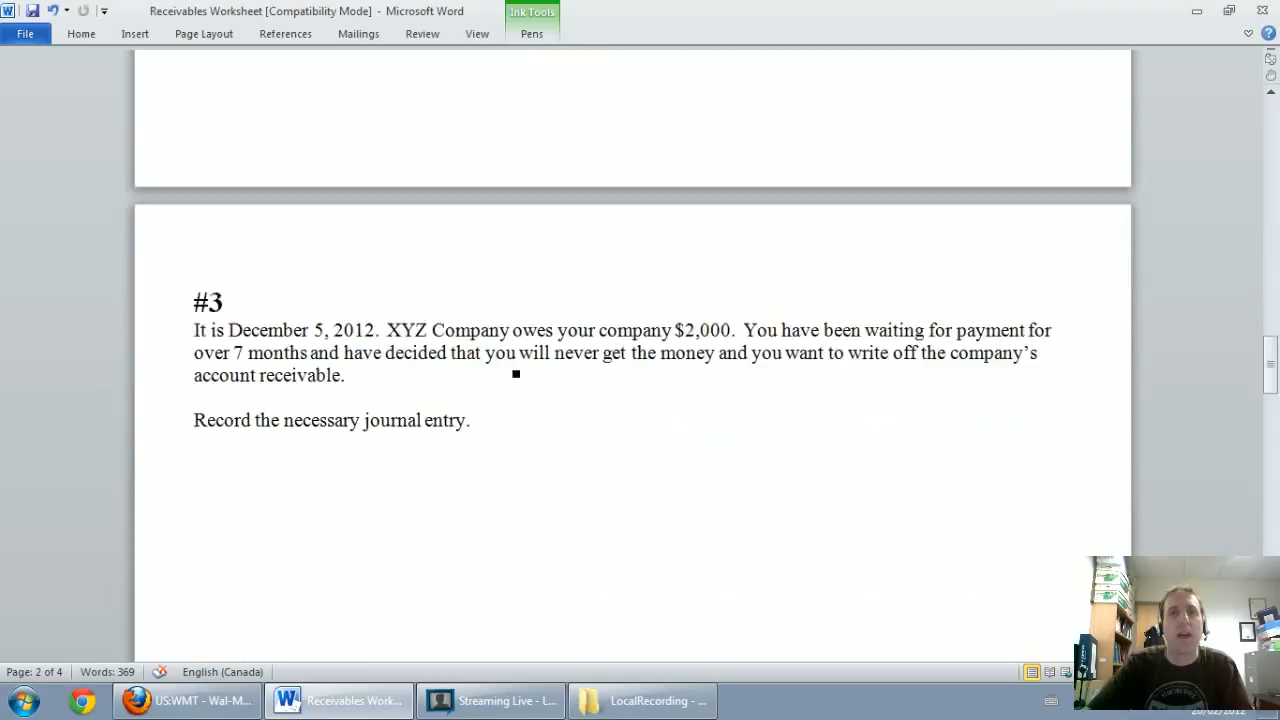 Receivables Worksheet [Compatibility Mode] - Microsoft Word
Ink Tools
File Home Insert Page Layout References Mailings Review View Pens
#3
It is December 5, 2012. XYZ Company owes your company $2,000. You have been waiting for payment for
over 7 months and have decided that you will never get the money and you want to write off the company's
account receivable.
Record the necessary journal entry.
Page: 2 of 4 Words: 369 English (Canada)
US:WMT - Wal-M... Receivables Work... Streaming Live - L... LocalRecording - ...